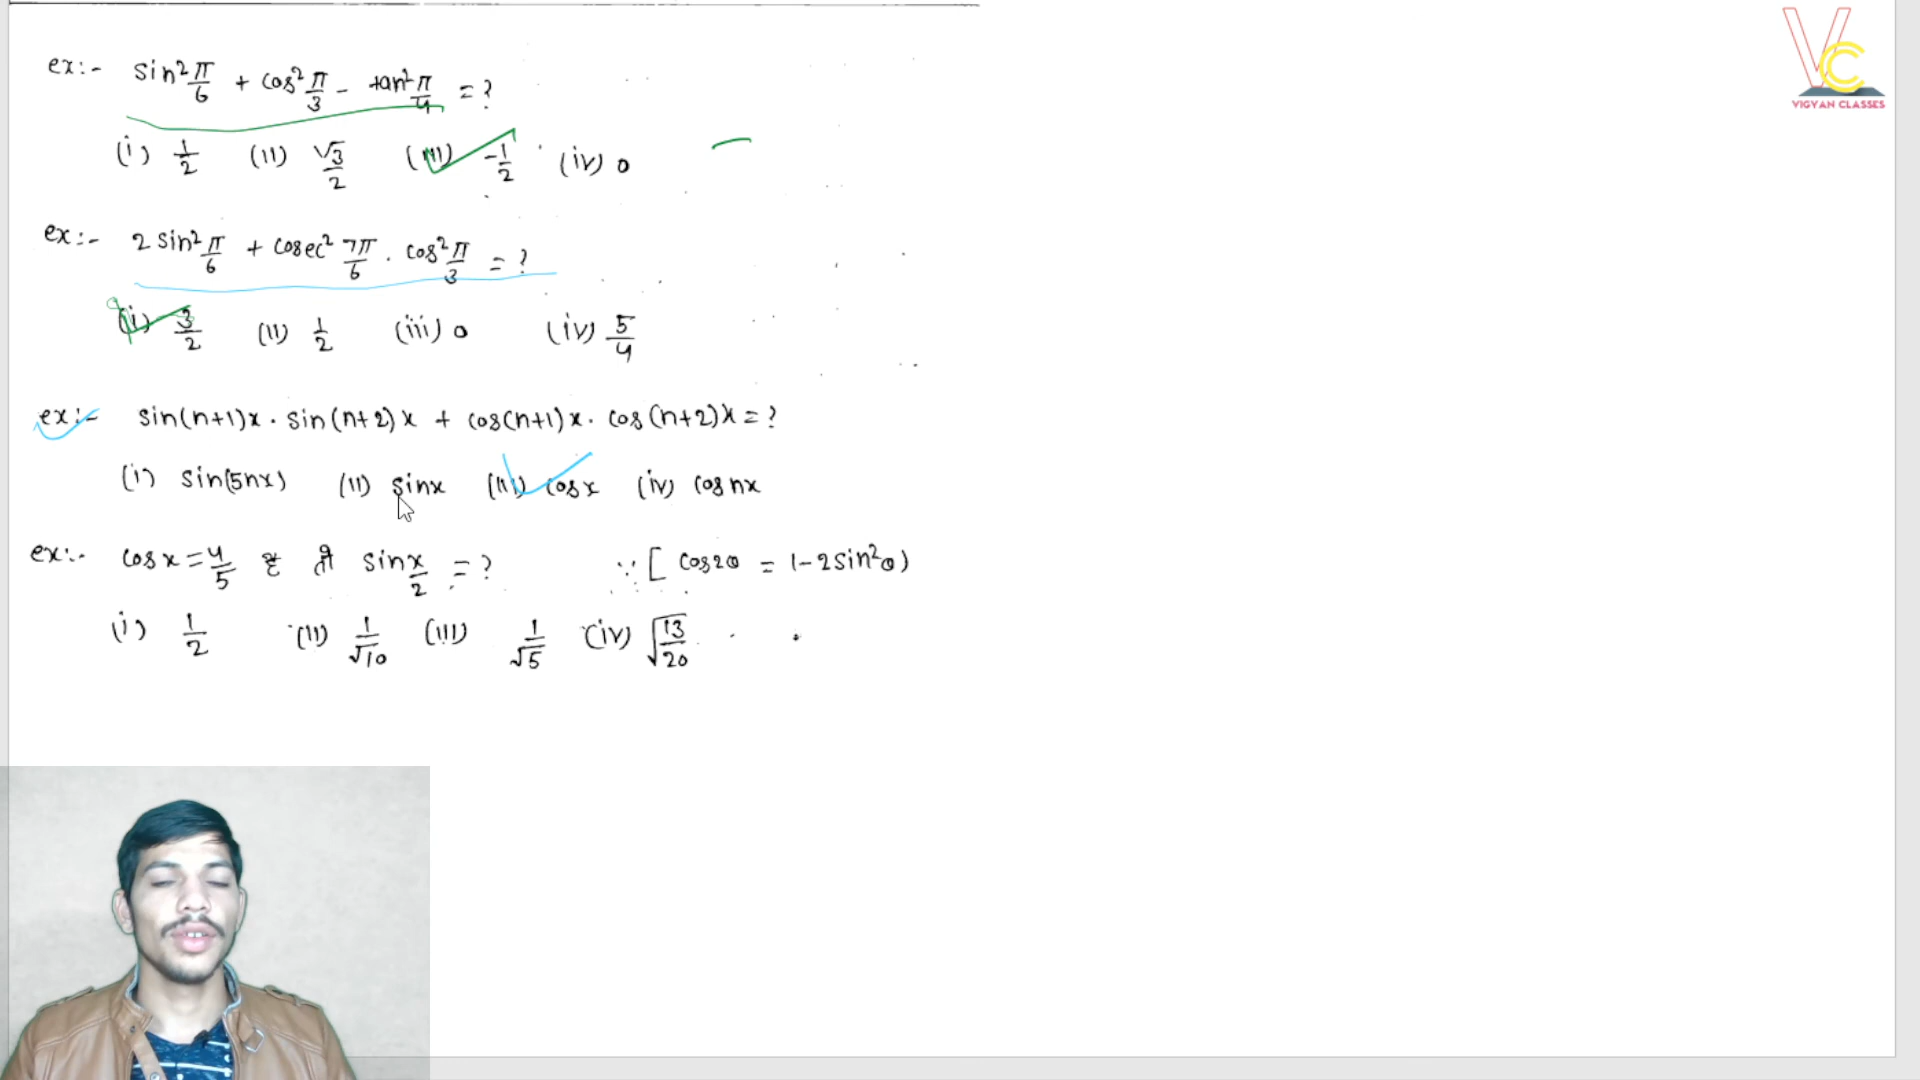 ex:- sin²π/6 + cos²π/3 - tan²π/4 = ?
(i) 1/2 (ii) √3/2 (iii) -1/2 (iv) 0
ex:- 2 sin²π/6 + cosec² 7π/6 . cos²π/3 = ?
(i) 3/2 (ii) 1/2 (iii) 0 (iv) 5/4
ex:- sin(n+1)x . sin(n+2)x + cos(n+1)x . cos(n+2)x = ?
(i) sin(5nx) (ii) sinx (iii) cosx (iv) cosnx
ex:- cosx = 4/5 है तो sin x/2 = ? ∵ [ cos2θ = 1-2sin²θ)
(i) 1/2 (ii) 1/√10 (iii) 1/√5 (iv) √13/20
VC
VIGYAN CLASSES